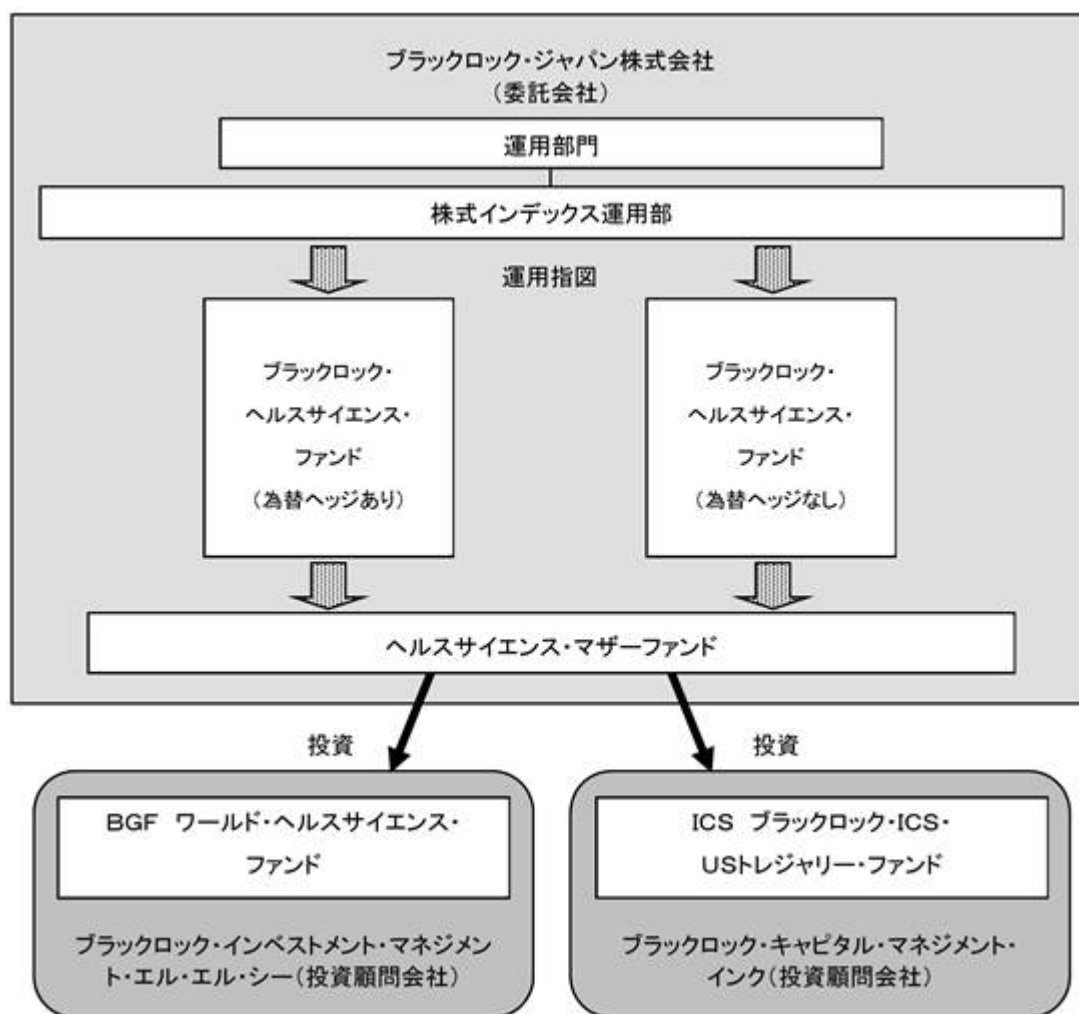 ブラックロック・ジャパン株式会社
（委託会社）
運用部門
株式インデックス運用部
運用指図
ブラックロック・
ヘルスサイエンス・
ファンド
（為替ヘッジあり）
ブラックロック・
ヘルスサイエンス・
ファンド
（為替ヘッジなし）
ヘルスサイエンス・マザーファンド
投資
投資
BGF ワールド・ヘルスサイエンス・
ファンド
ブラックロック・インベストメント・マネジメン
ト・エル・エル・シー（投資顧問会社）
ICS ブラックロック・ICS・
USトレジャリー・ファンド
ブラックロック・キャピタル・マネジメント・
インク（投資顧問会社）